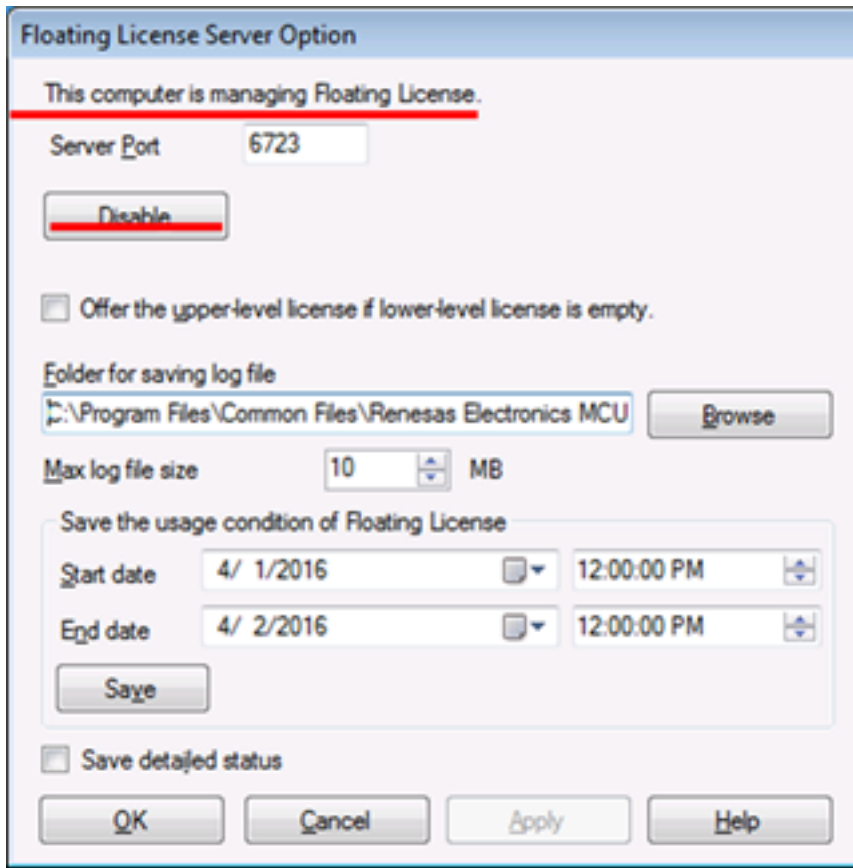 Floating License Server Option
This computer is managing Floating License.
Server Port 6723
Disable
Offer the upper-level license if lower-level license is empty.
Folder for saving log file
C:\Program Files\Common Files\Renesas Electronics MCU
Browse
Max log file size 10 MB
Save the usage condition of Floating License
Start date 4/ 1/2016 12:00:00 PM
End date 4/ 2/2016 12:00:00 PM
Save
Save detailed status
OK Cancel Apply Help